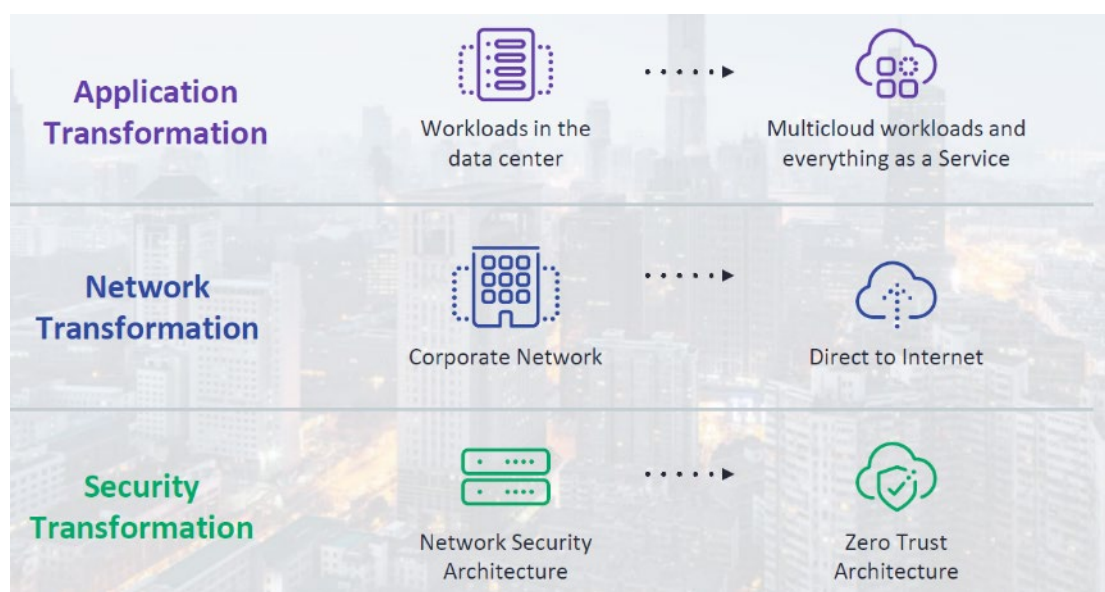 Application
Transformation
Workloads in the
data center
Multicloud workloads and
everything as a Service
Network
Transformation
Corporate Network
Direct to Internet
Security
Transformation
Network Security
Architecture
Zero Trust
Architecture